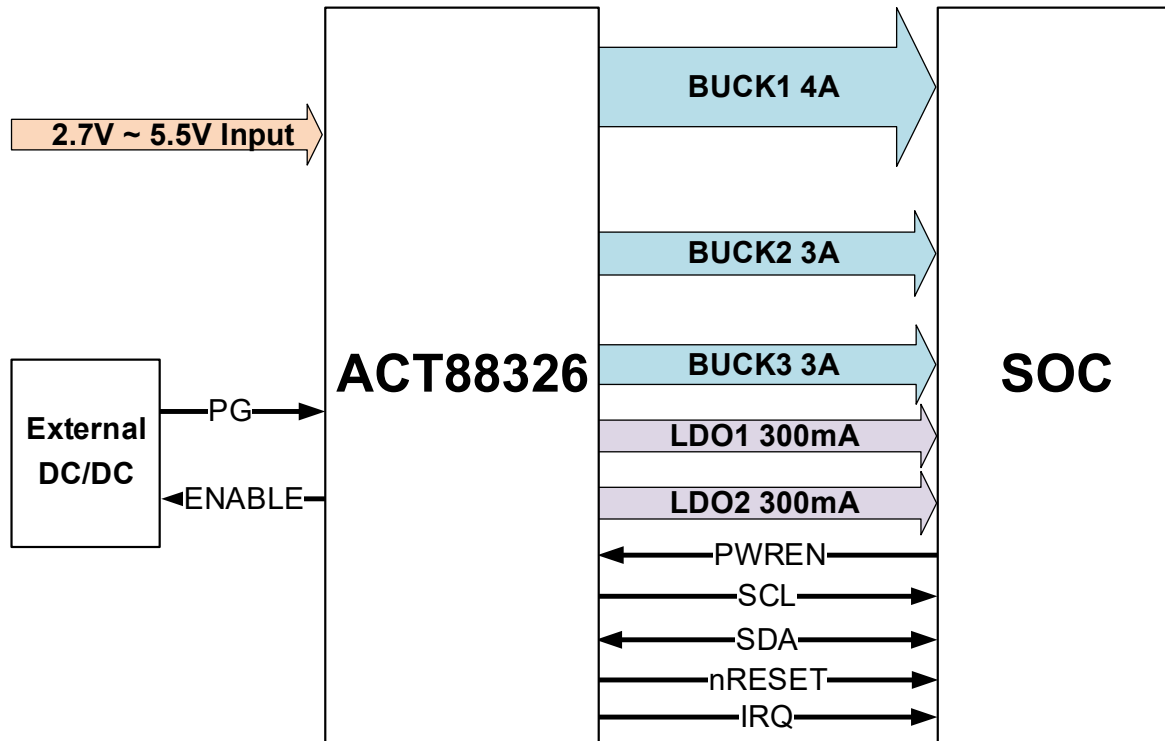 2.7V ~ 5.5V Input
External
DC/DC
PG
ENABLE
ACT88326
BUCK1 4A
BUCK2 3A
BUCK3 3A
LDO1 300mA
LDO2 300mA
PWREN
SCL
SDA
nRESET
IRQ
SOC